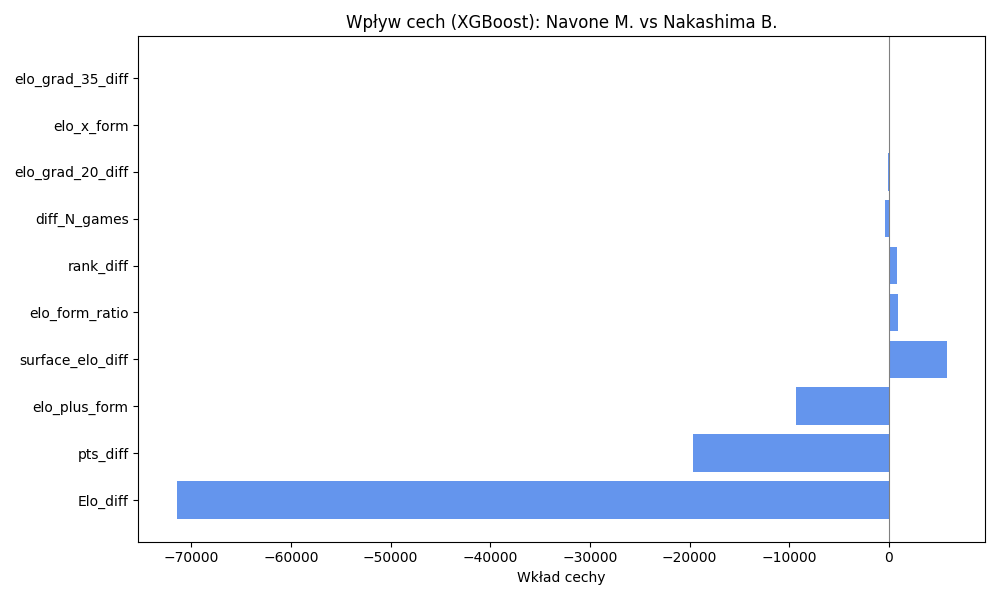 Wpływ cech (XGBoost): Navone M. vs Nakashima B.
elo_grad_35_diff
elo_x_form
elo_grad_20_diff
diff_N_games
rank_diff
elo_form_ratio
surface_elo_diff
elo_plus_form
pts_diff
Elo_diff
−70000 −60000 −50000 −40000 −30000 −20000 −10000 0
Wkład cechy